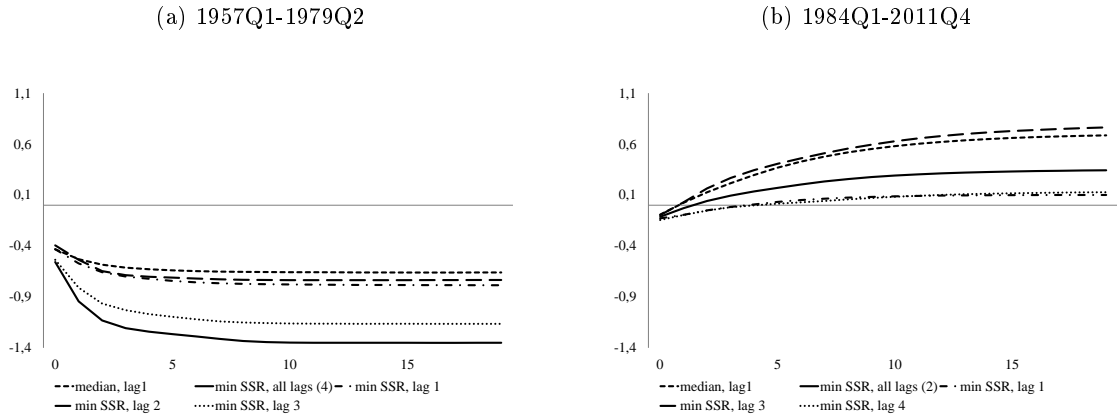 (a) 1957Q1-1979Q2
(b) 1984Q1-2011Q4
1,1
0,6
0,1
-0,4
-0,9
-1,4
0 5 10 15
median, lag1 min SSR, all lags (4) min SSR, lag 1
min SSR, lag 2 min SSR, lag 3
1,1
0,6
0,1
-0,4
-0,9
-1,4
0 5 10 15
median, lag1 min SSR, all lags (2) min SSR, lag 1
min SSR, lag 3 min SSR, lag 4